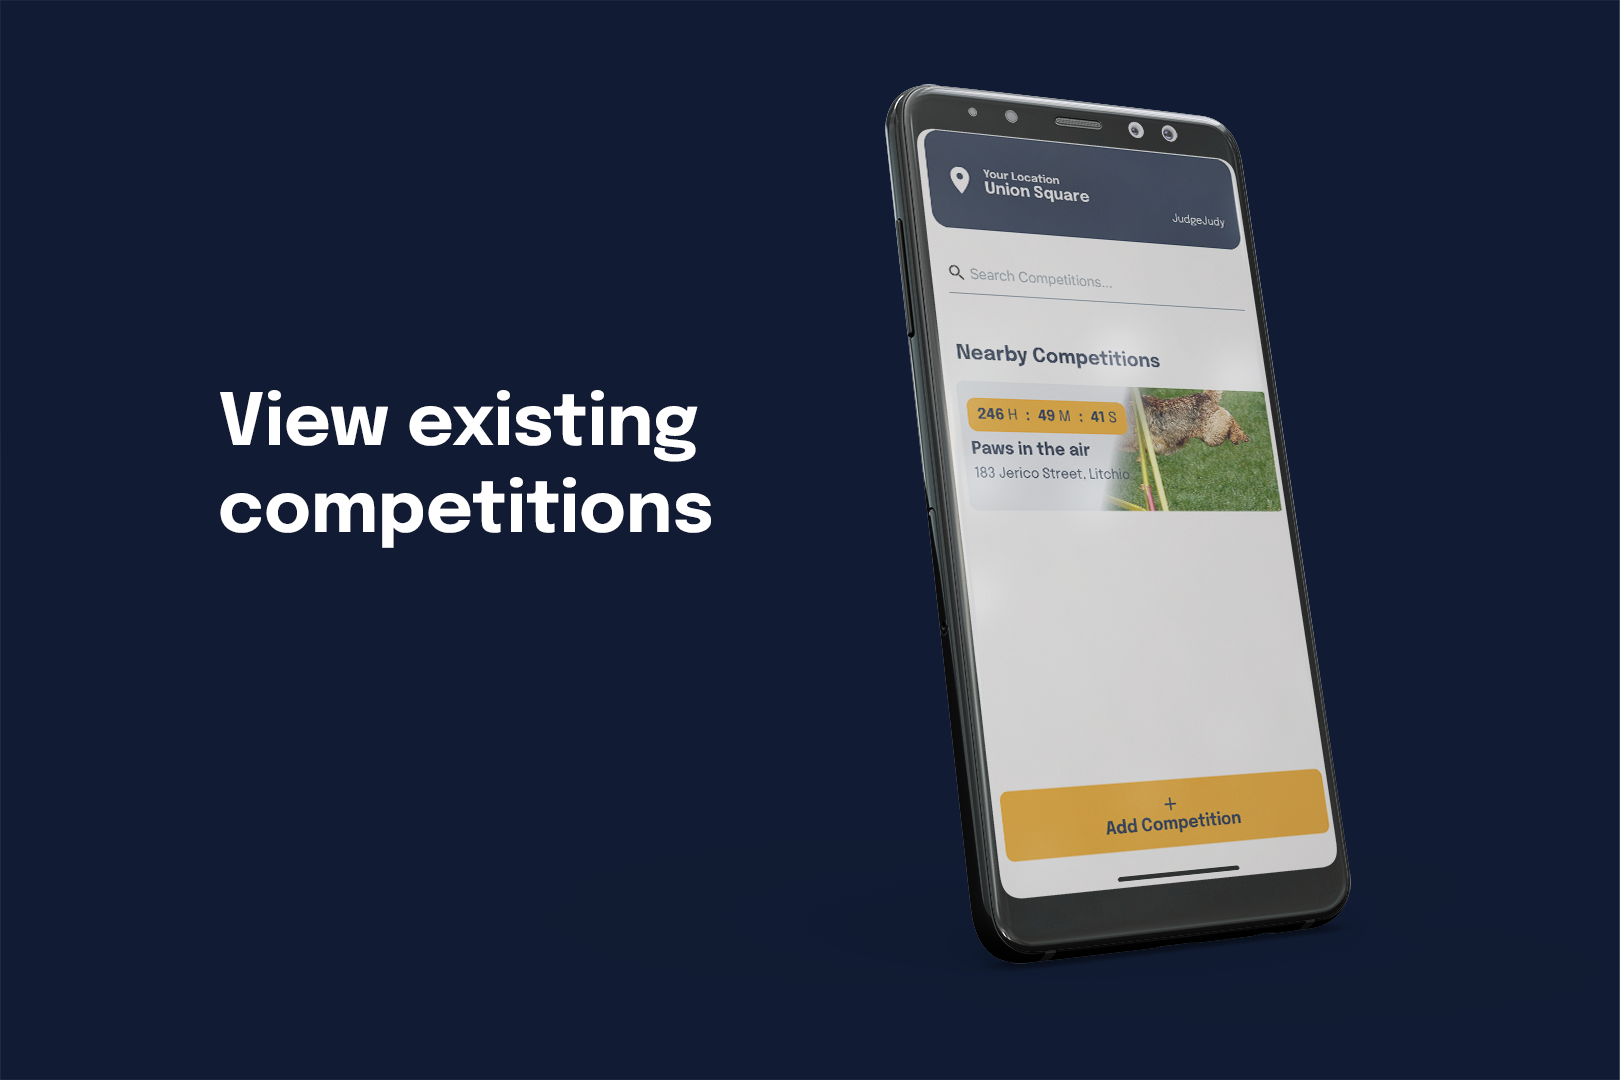 View existing
competitions
Your Location
Union Square
JudgeJudy
Search Competitions...
Nearby Competitions
246 H : 49 M : 41 S
Paws in the air
183 Jerico Street, Litchio
+
Add Competition